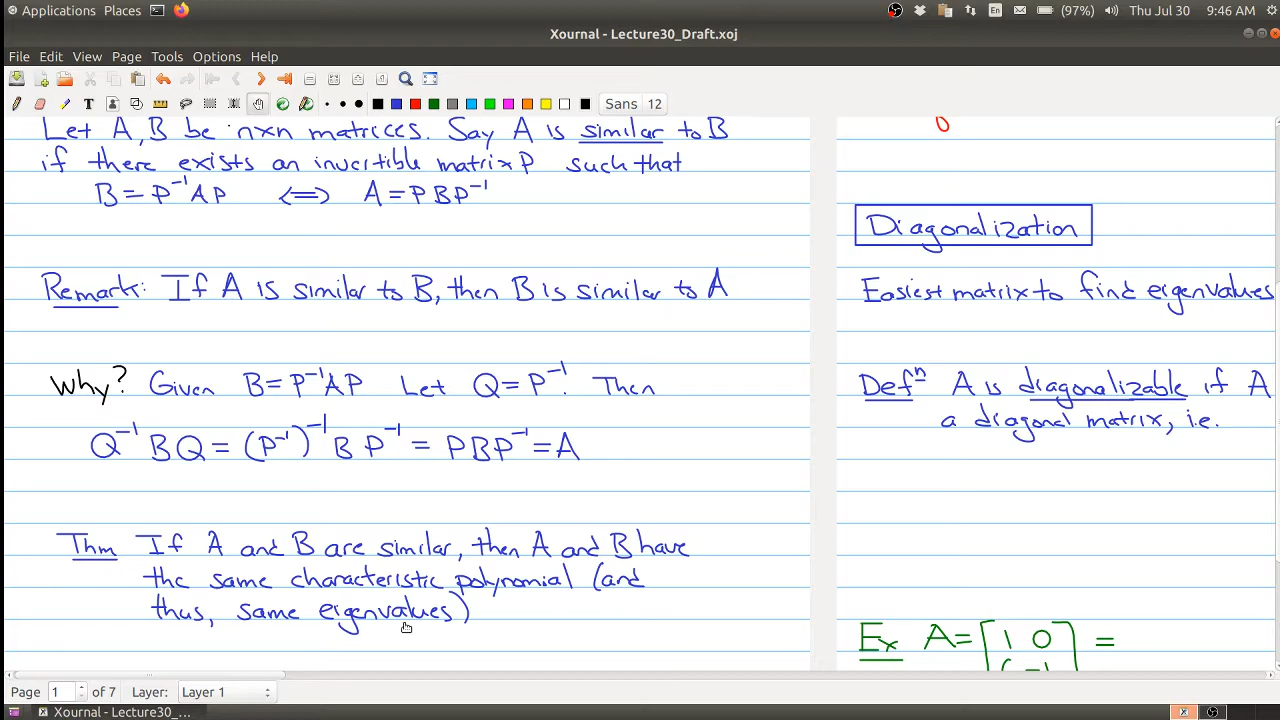 Applications Places En (97%) Thu Jul 30 9:46 AM
Xournal - Lecture30_Draft.xoj
File Edit View Page Tools Options Help
T Sans 12
Let A, B be n×n matrices. Say A is similar to B
if there exists an invertible matrix P such that
B = P⁻¹AP ⟺ A = PBP⁻¹
Remark: If A is similar to B, then B is similar to A
Why? Given B = P⁻¹AP Let Q = P⁻¹. Then
Q⁻¹BQ = (P⁻¹)⁻¹BP⁻¹ = PBP⁻¹ = A
Thm If A and B are similar, then A and B have
the same characteristic polynomial (and
thus, same eigenvalues)
0
Diagonalization
Easiest matrix to find eigenvalues
Defⁿ A is diagonalizable if A
a diagonal matrix, i.e.
Ex A = [1 0] =
Page 1 of 7 Layer: Layer 1
Xournal - Lecture30_...